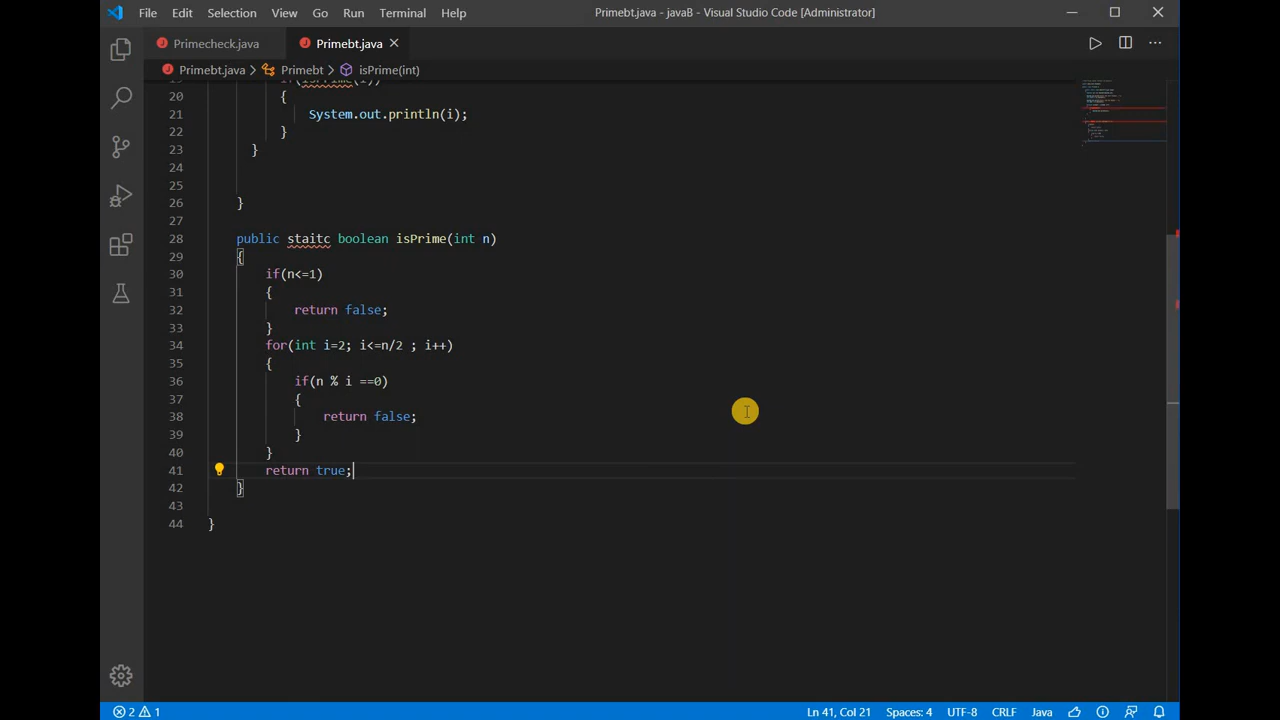 File Edit Selection View Go Run Terminal Help Primebt.java - javaB - Visual Studio Code [Administrator]
Primecheck.java Primebt.java
Primebt.java > Primebt > isPrime(int)
19 if(isPrime(i))
20 {
21 System.out.println(i);
22 }
23 }
24
25
26 }
27
28 public staitc boolean isPrime(int n)
29 {
30 if(n<=1)
31 {
32 return false;
33 }
34 for(int i=2; i<=n/2 ; i++)
35 {
36 if(n % i ==0)
37 {
38 return false;
39 }
40 }
41 return true;
42 }
43
44 }
2 1 Ln 41, Col 21 Spaces: 4 UTF-8 CRLF Java